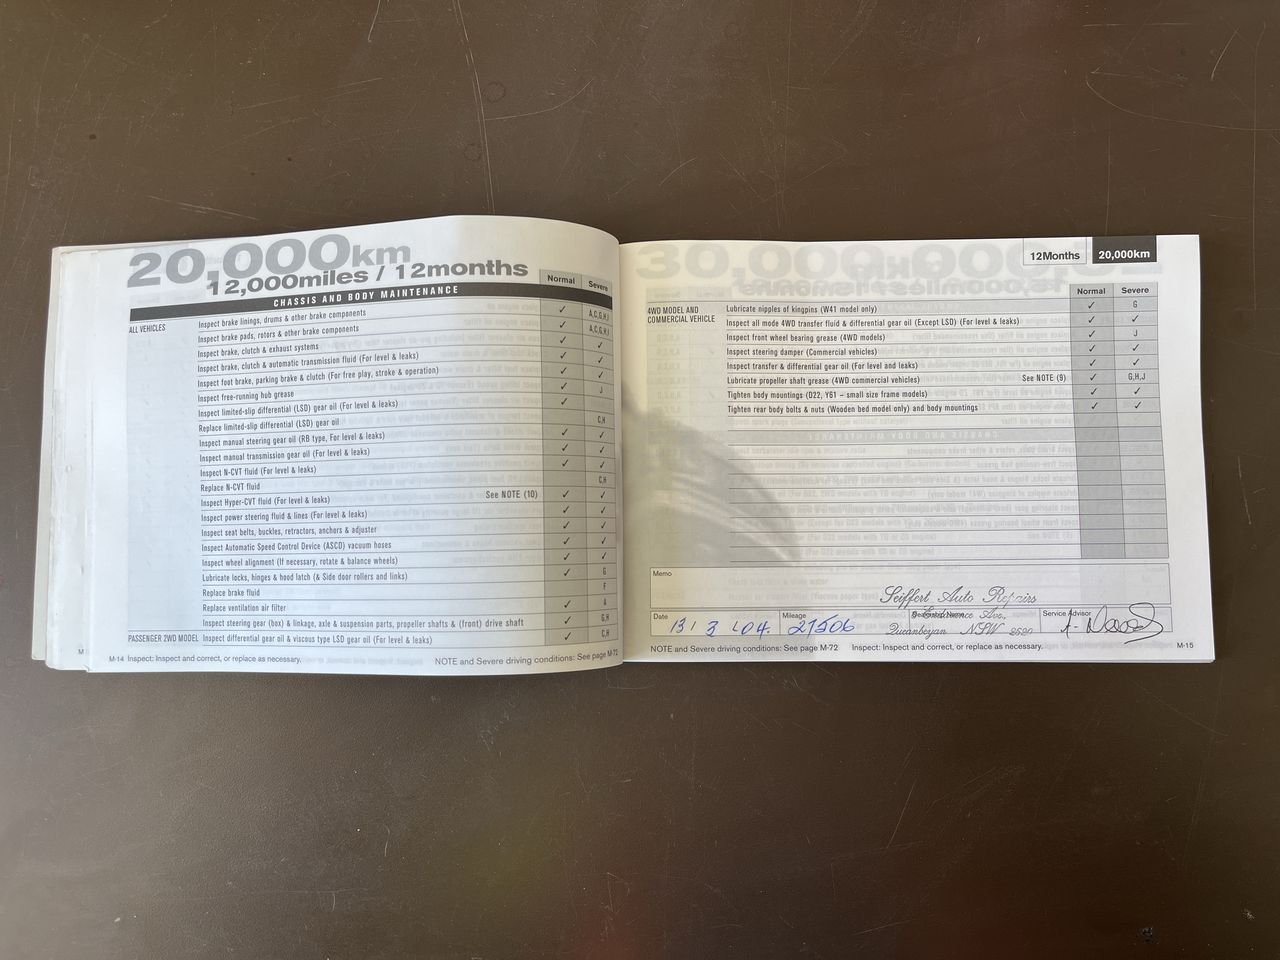 20,000km
12,000miles / 12months
Normal
Severe
CHASSIS AND BODY MAINTENANCE
ALL VEHICLES
Inspect brake linings, drums & other brake components ✓ A,C,G,H,I
Inspect brake pads, rotors & other brake components ✓ A,C,G,H,I
Inspect brake, clutch & exhaust systems ✓ ✓
Inspect brake, clutch & automatic transmission fluid (For level & leaks) ✓ ✓
Inspect foot brake, parking brake & clutch (For free play, stroke & operation) ✓ ✓
Inspect free-running hub grease ✓ J
Inspect limited-slip differential (LSD) gear oil (For level & leaks) ✓
Replace limited-slip differential (LSD) gear oil C,H
Inspect manual steering gear oil (RB type, For level & leaks) ✓ ✓
Inspect manual transmission gear oil (For level & leaks) ✓ ✓
Inspect N-CVT fluid (For level & leaks) ✓ ✓
Replace N-CVT fluid C,H
Inspect Hyper-CVT fluid (For level & leaks) See NOTE (10) ✓ ✓
Inspect power steering fluid & lines (For level & leaks) ✓ ✓
Inspect seat belts, buckles, retractors, anchors & adjuster ✓ ✓
Inspect Automatic Speed Control Device (ASCD) vacuum hoses ✓ ✓
Inspect wheel alignment (If necessary, rotate & balance wheels) ✓ ✓
Lubricate locks, hinges & hood latch (& Side door rollers and links) ✓ G
Replace brake fluid F
Replace ventilation air filter ✓ A
Inspect steering gear (box) & linkage, axle & suspension parts, propeller shafts & (front) drive shaft ✓ G,H
PASSENGER 2WD MODEL Inspect differential gear oil & viscous type LSD gear oil (For level & leaks) ✓ C,H
M-14 Inspect: Inspect and correct, or replace as necessary. NOTE and Severe driving conditions: See page M-72
12Months 20,000km
Normal Severe
4WD MODEL AND COMMERCIAL VEHICLE
Lubricate nipples of kingpins (W41 model only) ✓ G
Inspect all mode 4WD transfer fluid & differential gear oil (Except LSD) (For level & leaks) ✓ ✓
Inspect front wheel bearing grease (4WD models) ✓ J
Inspect steering damper (Commercial vehicles) ✓ ✓
Inspect transfer & differential gear oil (For level and leaks) ✓ ✓
Lubricate propeller shaft grease (4WD commercial vehicles) See NOTE (9) ✓ G,H,J
Tighten body mountings (D22, Y61 – small size frame models) ✓ ✓
Tighten rear body bolts & nuts (Wooden bed model only) and body mountings ✓ ✓
Memo
Seiffert Auto Repairs
Date 13 / 3 / 04. Mileage 27506 Dealership Name Service Advisor
Queanbeyan NSW 2620
NOTE and Severe driving conditions: See page M-72 Inspect: Inspect and correct, or replace as necessary. M-15